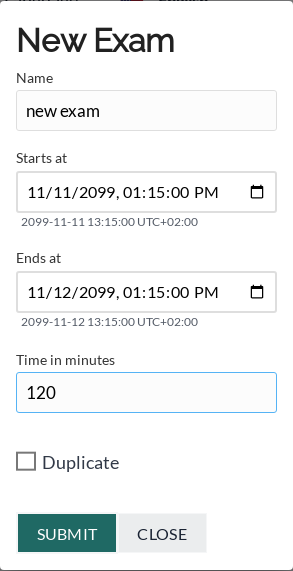 New Exam
Name
new exam
Starts at
11/11/2099, 01:15:00 PM
2099-11-11 13:15:00 UTC+02:00
Ends at
11/12/2099, 01:15:00 PM
2099-11-12 13:15:00 UTC+02:00
Time in minutes
120
Duplicate
SUBMIT CLOSE